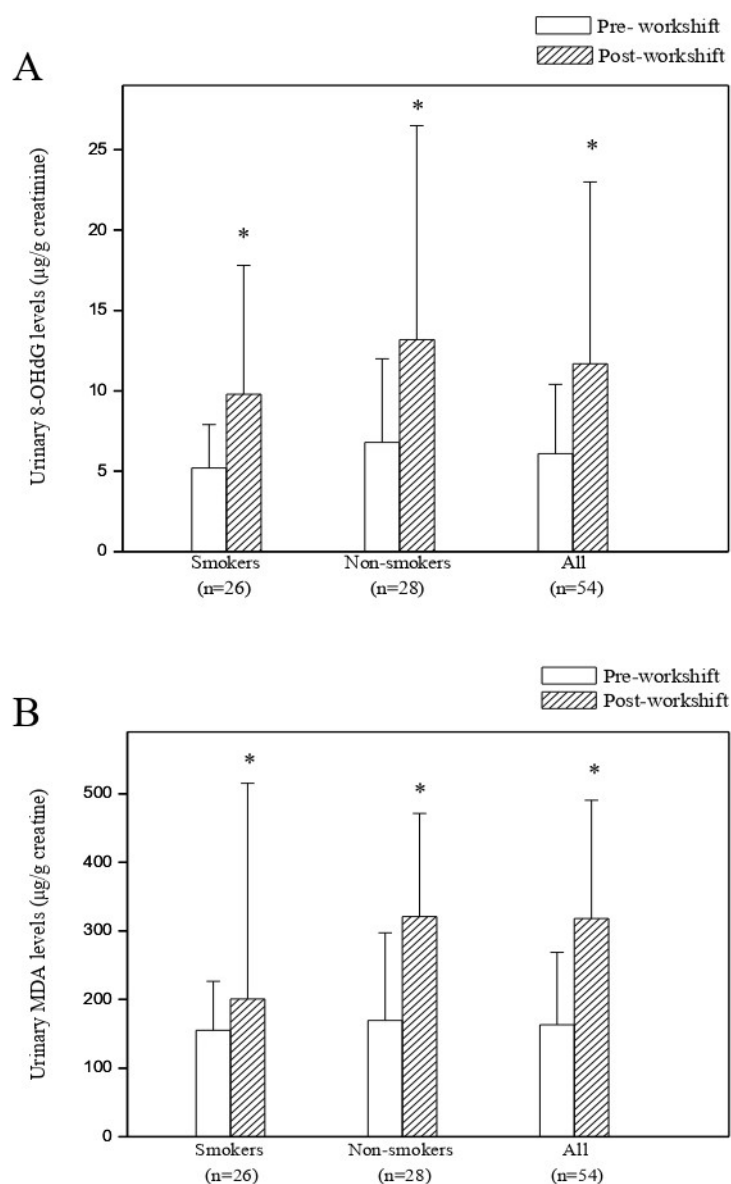 Pre- workshift
A
Post-workshift
*
*
*
25
20
15
10
5
0
Urinary 8-OHdG levels (µg/g creatinine)
Smokers Non-smokers All
(n=26) (n=28) (n=54)
Pre-workshift
B
Post-workshift
*
*
*
500
400
300
200
100
0
Urinary MDA levels (µg/g creatine)
Smokers Non-smokers All
(n=26) (n=28) (n=54)